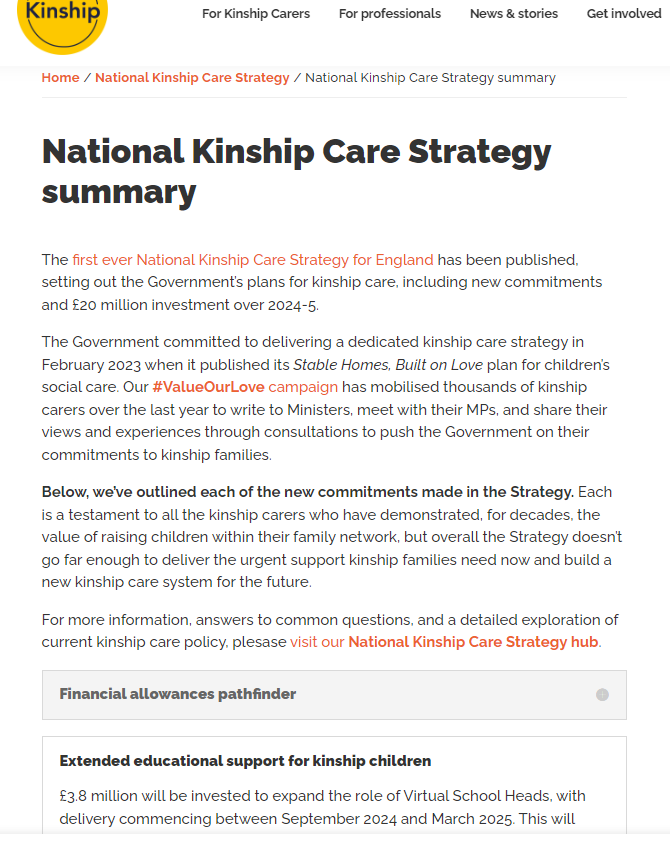 Kinship
For Kinship Carers For professionals News & stories Get involved
Home / National Kinship Care Strategy / National Kinship Care Strategy summary
National Kinship Care Strategy
summary
The first ever National Kinship Care Strategy for England has been published,
setting out the Government's plans for kinship care, including new commitments
and £20 million investment over 2024-5.
The Government committed to delivering a dedicated kinship care strategy in
February 2023 when it published its Stable Homes, Built on Love plan for children's
social care. Our #ValueOurLove campaign has mobilised thousands of kinship
carers over the last year to write to Ministers, meet with their MPs, and share their
views and experiences through consultations to push the Government on their
commitments to kinship families.
Below, we've outlined each of the new commitments made in the Strategy. Each
is a testament to all the kinship carers who have demonstrated, for decades, the
value of raising children within their family network, but overall the Strategy doesn't
go far enough to deliver the urgent support kinship families need now and build a
new kinship care system for the future.
For more information, answers to common questions, and a detailed exploration of
current kinship care policy, plesase visit our National Kinship Care Strategy hub.
Financial allowances pathfinder
Extended educational support for kinship children
£3.8 million will be invested to expand the role of Virtual School Heads, with
delivery commencing between September 2024 and March 2025. This will